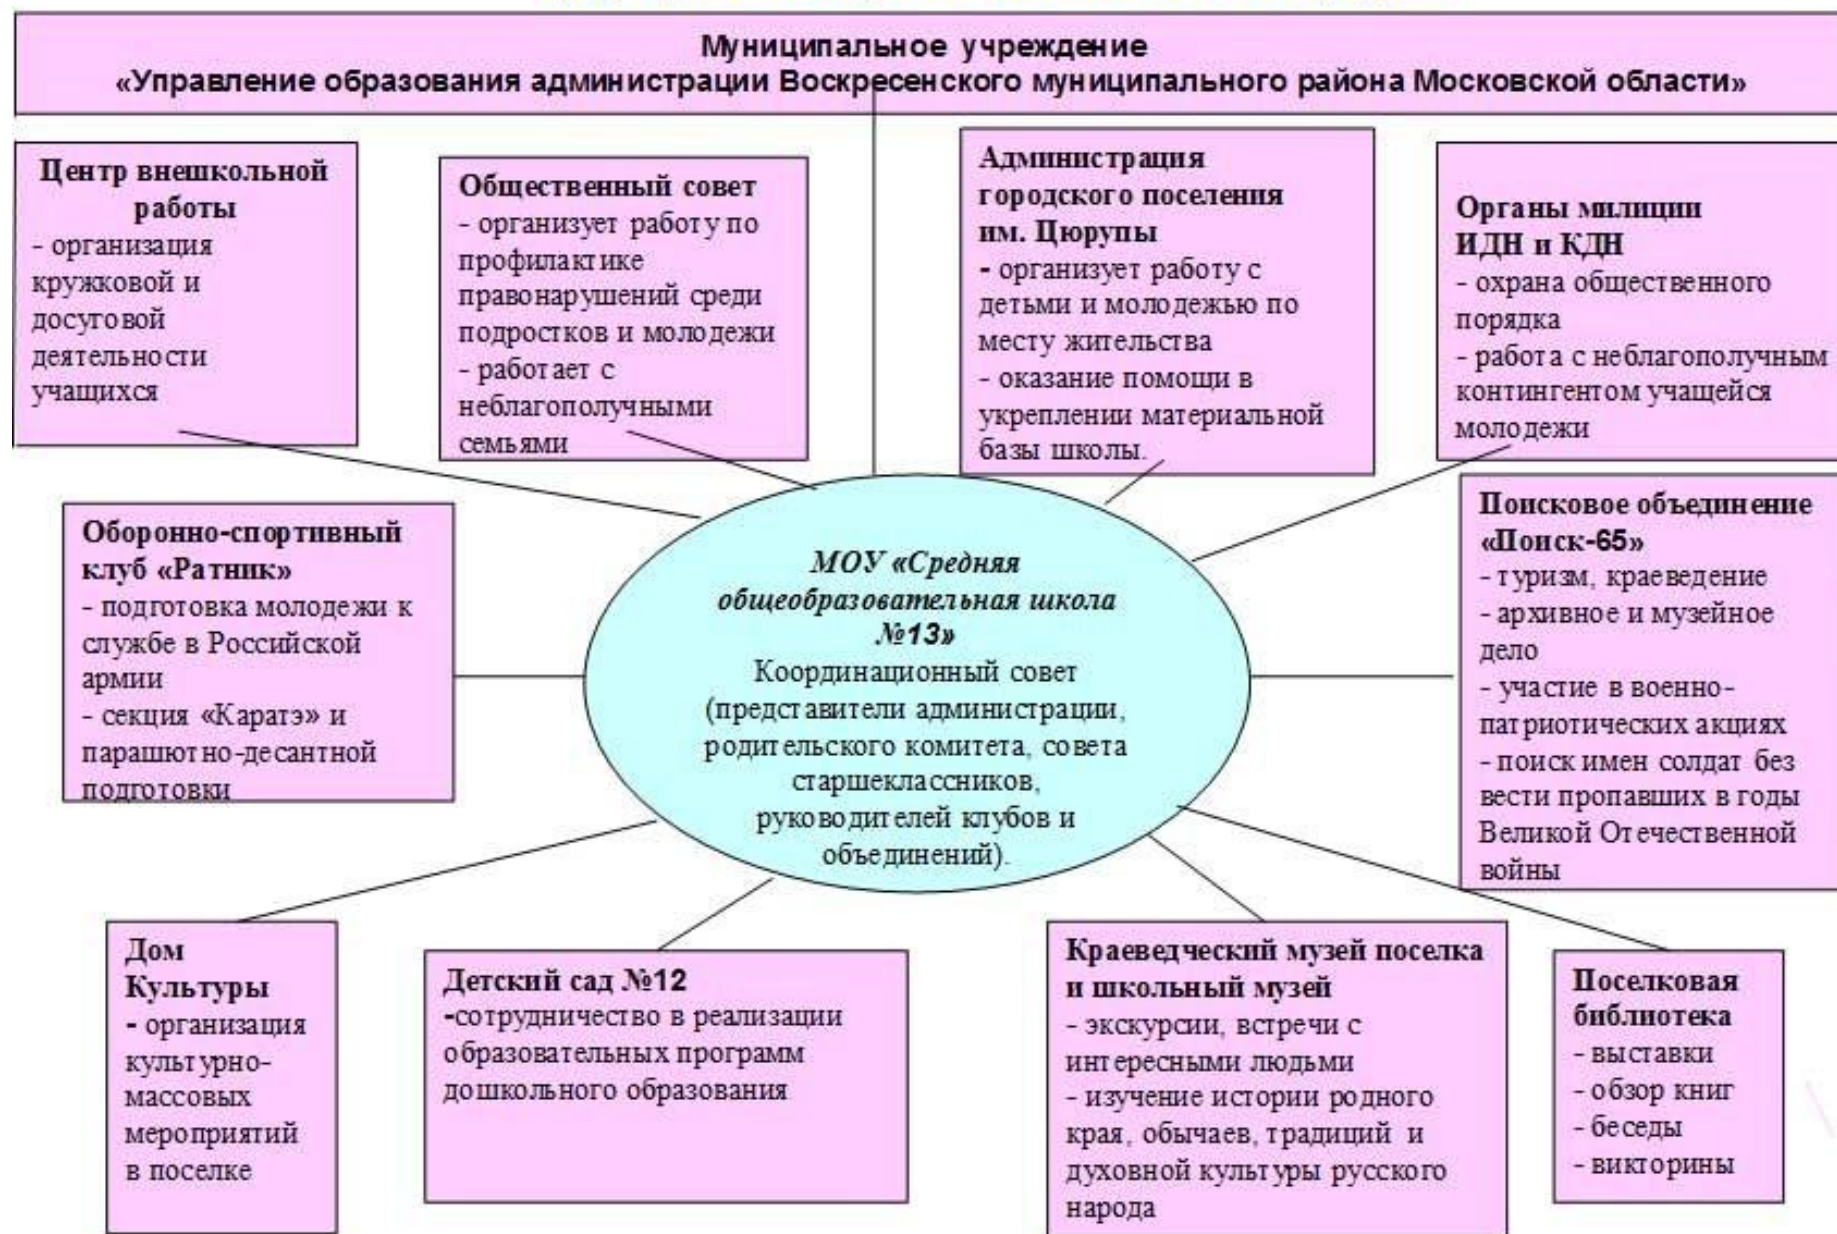 Муниципальное учреждение
«Управление образования администрации Воскресенского муниципального района Московской области»
Центр внешкольной
работы
- организация
кружковой и
досуговой
деятельности
учащихся
Общественный совет
- организует работу по
профилактике
правонарушений среди
подростков и молодежи
- работает с
неблагополучными
семьями
Администрация
городского поселения
им. Цюрупы
- организует работу с
детьми и молодежью по
месту жительства
- оказание помощи в
укреплении материальной
базы школы.
Органы милиции
ИДН и КДН
- охрана общественного
порядка
- работа с неблагополучным
контингентом учащейся
молодежи
Оборонно-спортивный
клуб «Ратник»
- подготовка молодежи к
службе в Российской
армии
- секция «Каратэ» и
парашютно-десантной
подготовки
МОУ «Средняя
общеобразовательная школа
№13»
Координационный совет
(представители администрации,
родительского комитета, совета
старшеклассников,
руководителей клубов и
объединений).
Поисковое объединение
«Поиск-65»
- туризм, краеведение
- архивное и музейное
дело
- участие в военно-
патриотических акциях
- поиск имен солдат без
вести пропавших в годы
Великой Отечественной
войны
Дом
Культуры
- организация
культурно-
массовых
мероприятий
в поселке
Детский сад №12
-сотрудничество в реализации
образовательных программ
дошкольного образования
Краеведческий музей поселка
и школьный музей
- экскурсии, встречи с
интересными людьми
- изучение истории родного
края, обычаев, традиций и
духовной культуры русского
народа
Поселковая
библиотека
- выставки
- обзор книг
- беседы
- викторины